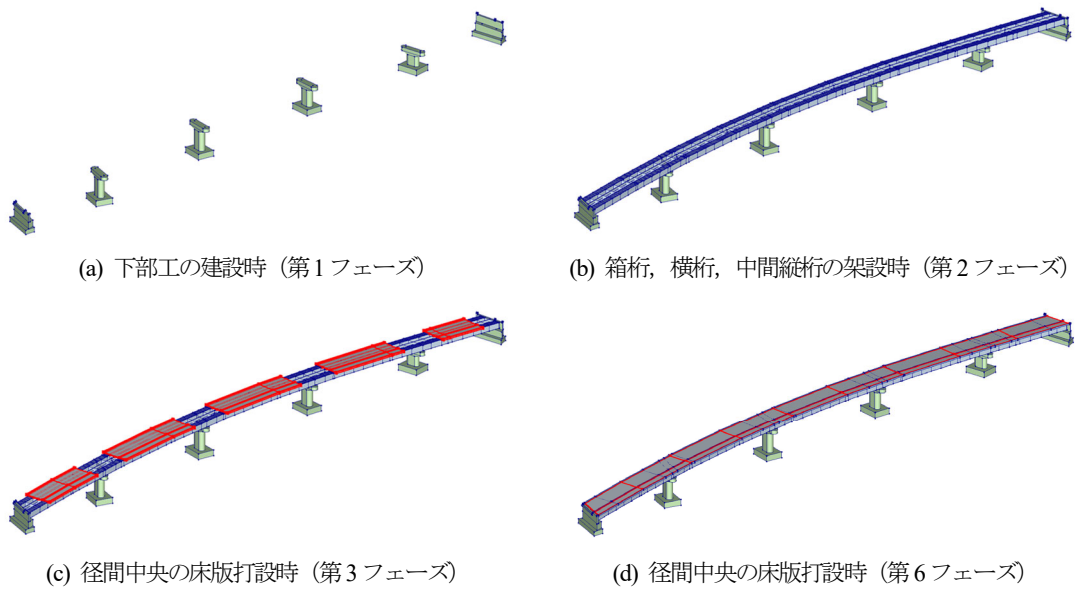 (a) 下部工の建設時（第1フェーズ）
(b) 箱桁，横桁，中間縦桁の架設時（第2フェーズ）
(c) 径間中央の床版打設時（第3フェーズ）
(d) 径間中央の床版打設時（第6フェーズ）